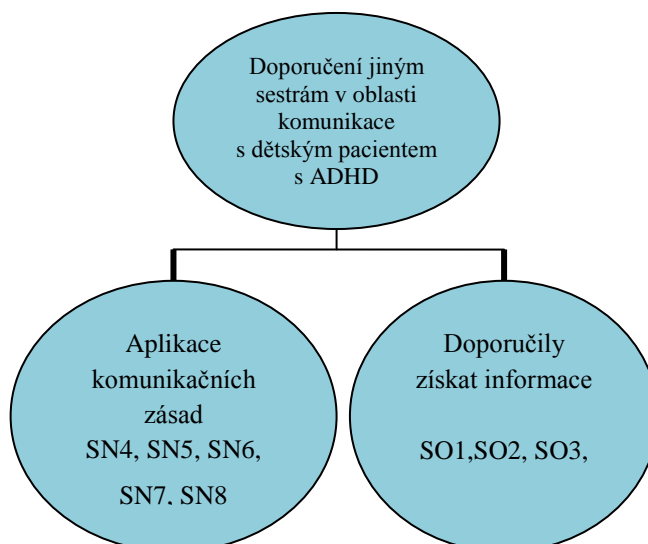 Doporučení jiným
sestrám v oblasti
komunikace
s dětským pacientem
s ADHD
Aplikace
komunikačních
zásad
SN4, SN5, SN6,
SN7, SN8
Doporučily
získat informace
SO1,SO2, SO3,